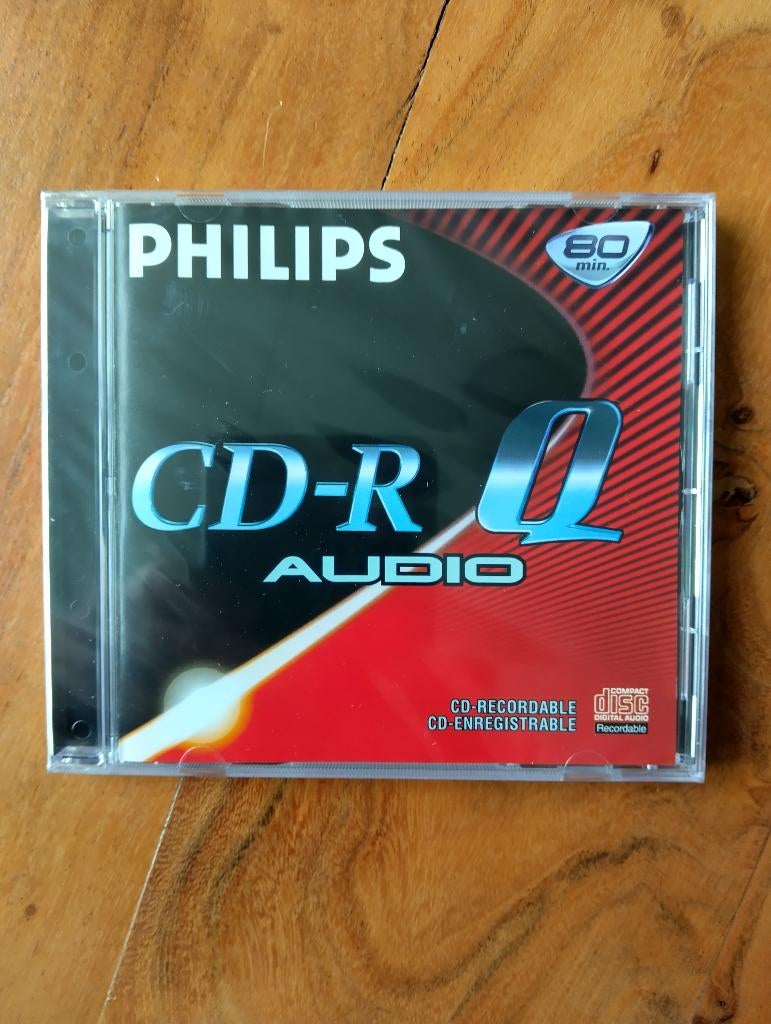 PHILIPS
80
min.
CD-R Q
AUDIO
CD-RECORDABLE
CD-ENREGISTRABLE
COMPACT
disc
DIGITAL AUDIO
Recordable